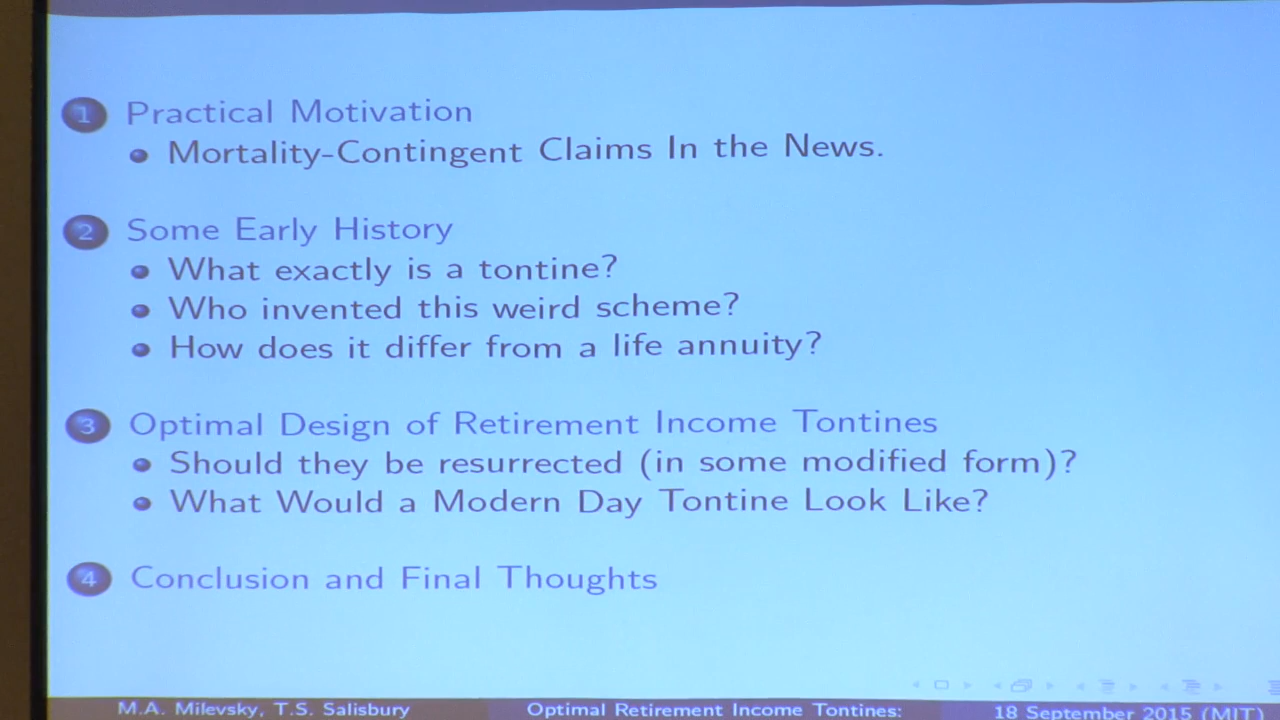 1 Practical Motivation
Mortality-Contingent Claims In the News.
2 Some Early History
What exactly is a tontine?
Who invented this weird scheme?
How does it differ from a life annuity?
3 Optimal Design of Retirement Income Tontines
Should they be resurrected (in some modified form)?
What Would a Modern Day Tontine Look Like?
4 Conclusion and Final Thoughts
M.A. Milevsky, T.S. Salisbury Optimal Retirement Income Tontines: 18 September 2015 (MIT)